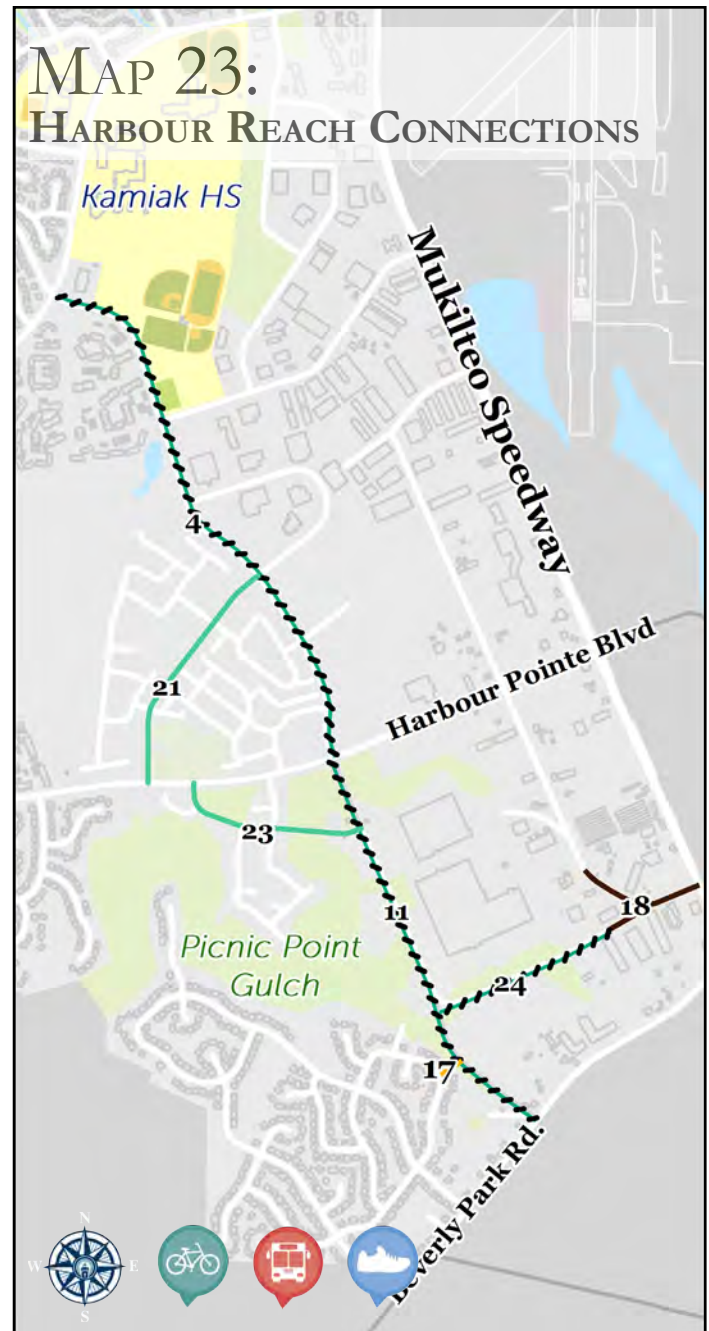 MAP 23:
HARBOUR REACH CONNECTIONS
Kamiak HS
Mukilteo Speedway
4
Harbour Pointe Blvd
21
23
11
18
Picnic Point
Gulch
24
17
Beverly Park Rd.
N
W E
S